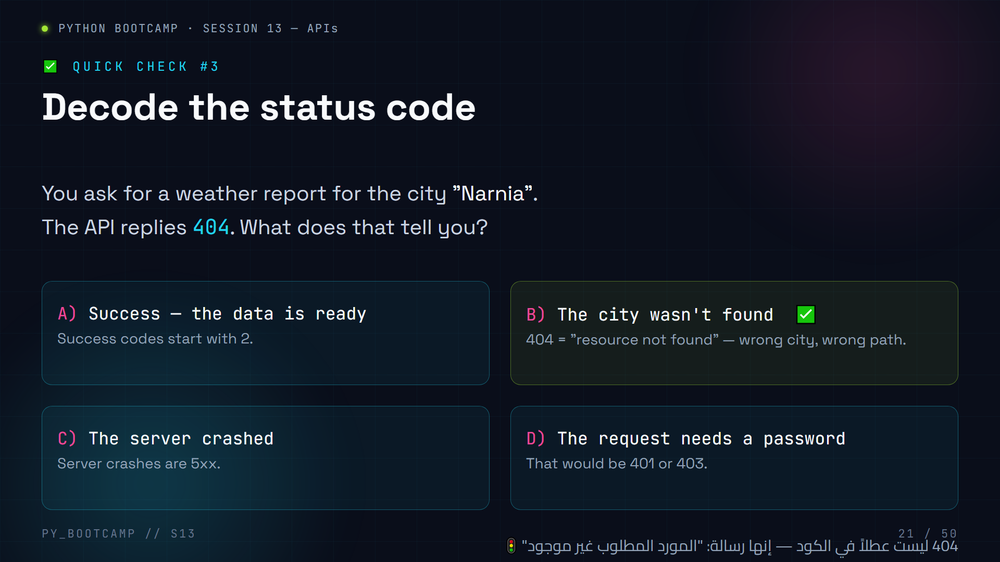 PYTHON BOOTCAMP · SESSION 13 — APIs
✅ QUICK CHECK #3
Decode the status code
You ask for a weather report for the city ”Narnia”.
The API replies 404. What does that tell you?
A) Success — the data is ready
Success codes start with 2.
B) The city wasn't found ✅
404 = ”resource not found” — wrong city, wrong path.
C) The server crashed
Server crashes are 5xx.
D) The request needs a password
That would be 401 or 403.
PY_BOOTCAMP // S13
21 / 50
404 ليست عطلاً في الكود — إنها رسالة: "المورد المطلوب غير موجود" 🚦